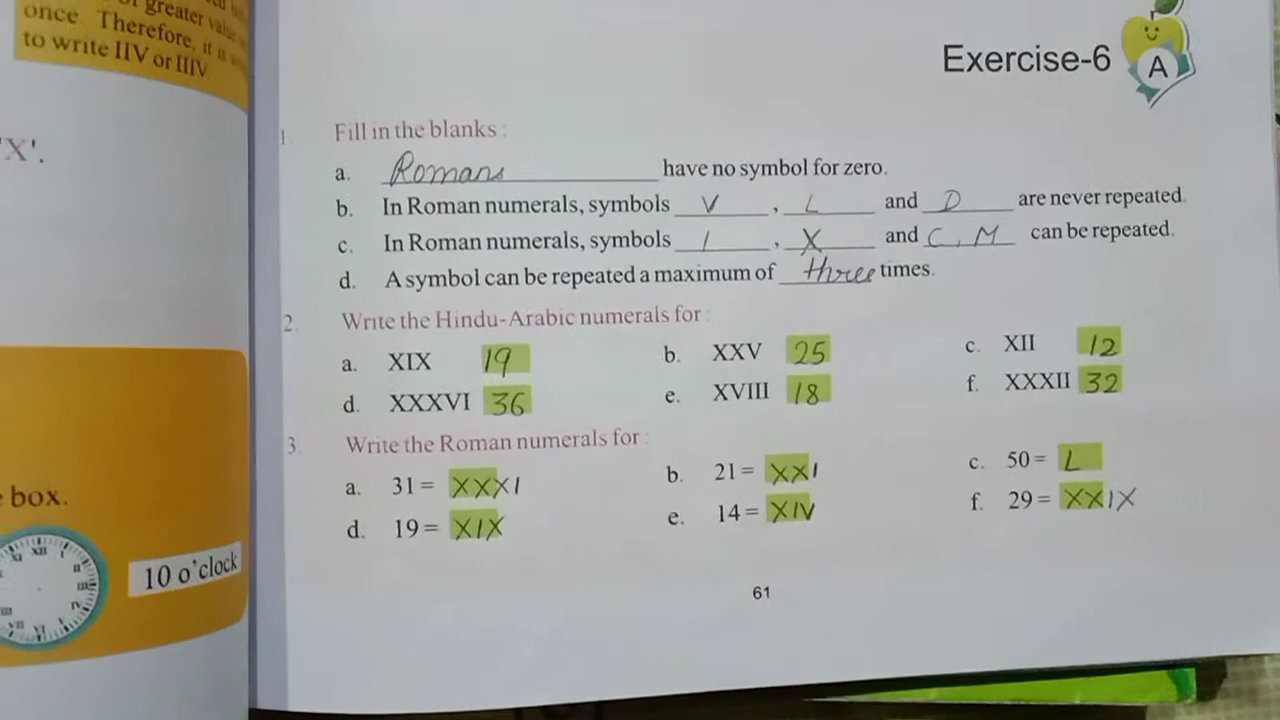 of greater value
once. Therefore, it is
to write IIV or IIIV
'X'.
box.
XII
10 o'clock
Exercise-6 A
1. Fill in the blanks :
a. Romans have no symbol for zero.
b. In Roman numerals, symbols V , L and D are never repeated.
c. In Roman numerals, symbols I , X and C, M can be repeated.
d. A symbol can be repeated a maximum of three times.
2. Write the Hindu-Arabic numerals for :
a. XIX 19 b. XXV 25 c. XII 12
d. XXXVI 36 e. XVIII 18 f. XXXII 32
3. Write the Roman numerals for :
a. 31 = XXXI b. 21 = XXI c. 50 = L
d. 19 = XIX e. 14 = XIV f. 29 = XXIX
61